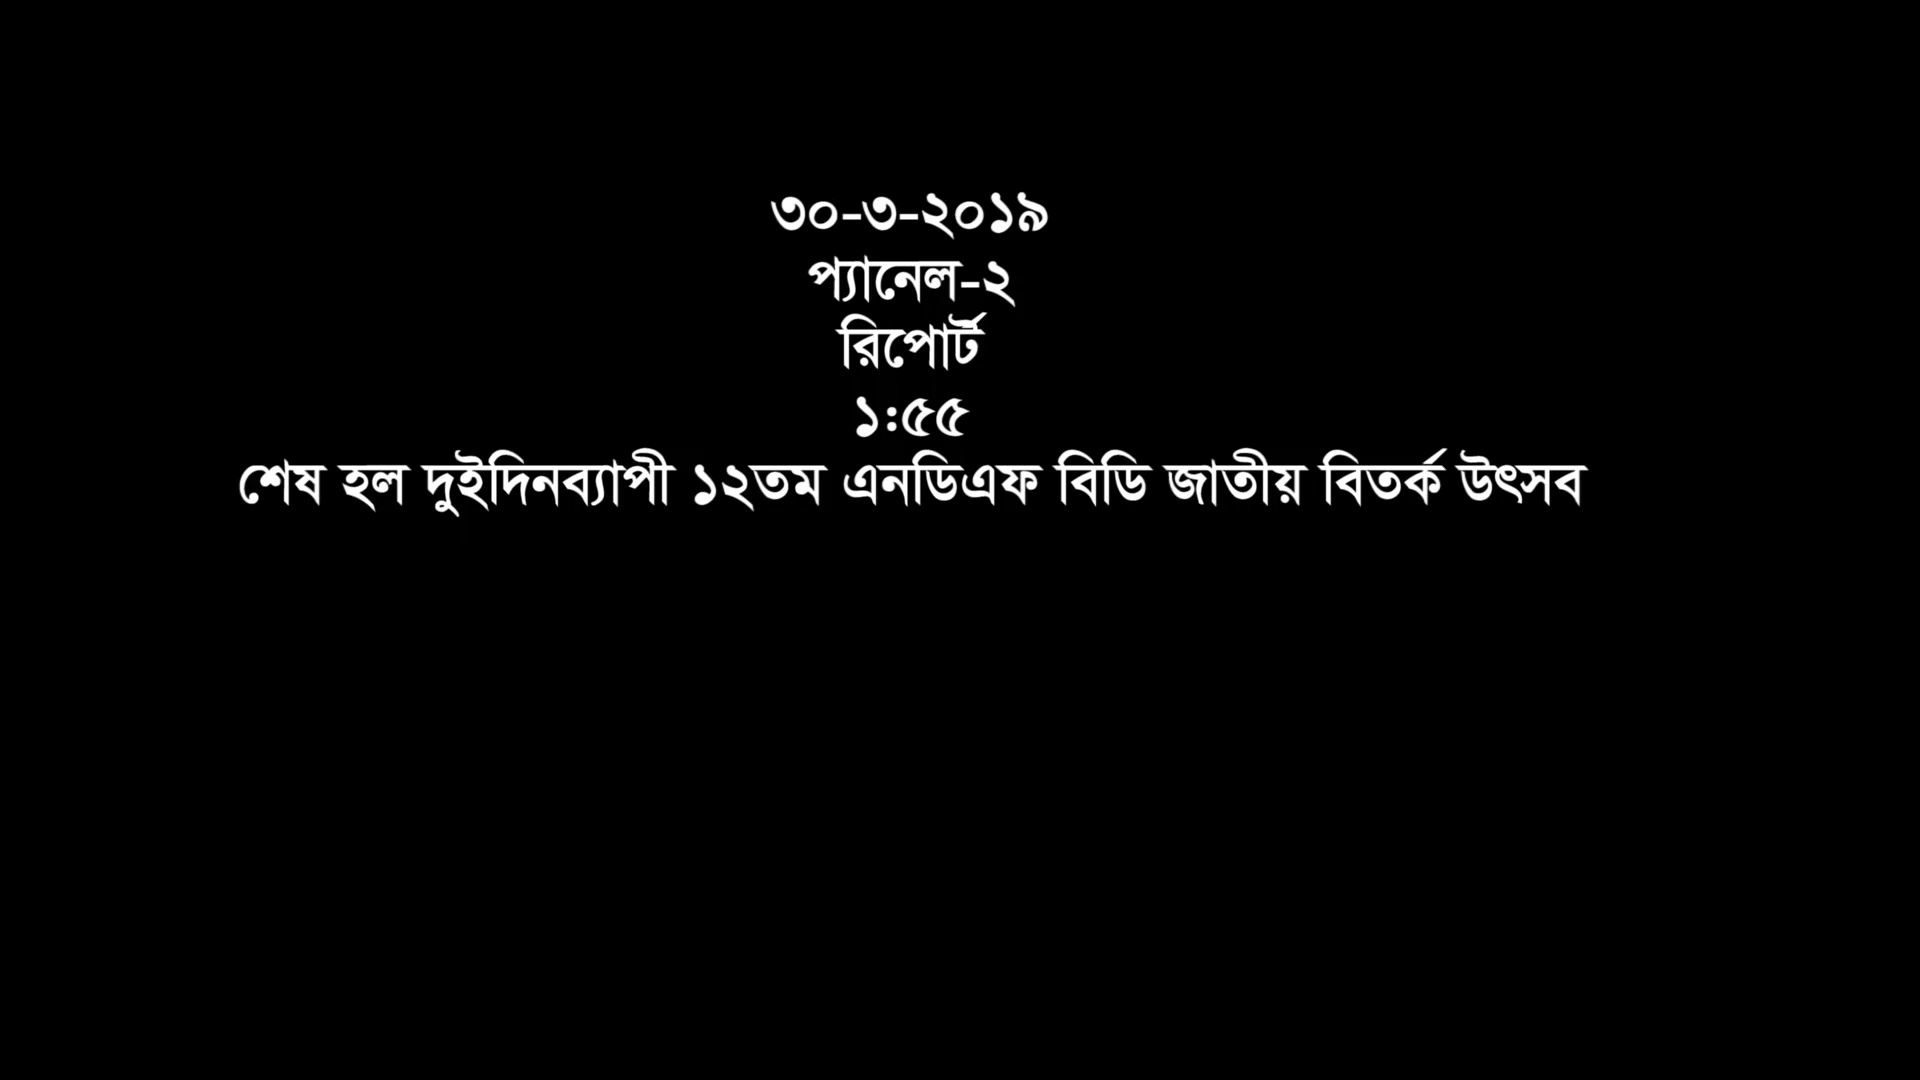 ৩০-৩-২০১৯
প্যানেল-২
রিপোর্ট
১:৫৫
শেষ হল দুইদিনব্যাপী ১২তম এনডিএফ বিডি জাতীয় বিতর্ক উৎসব